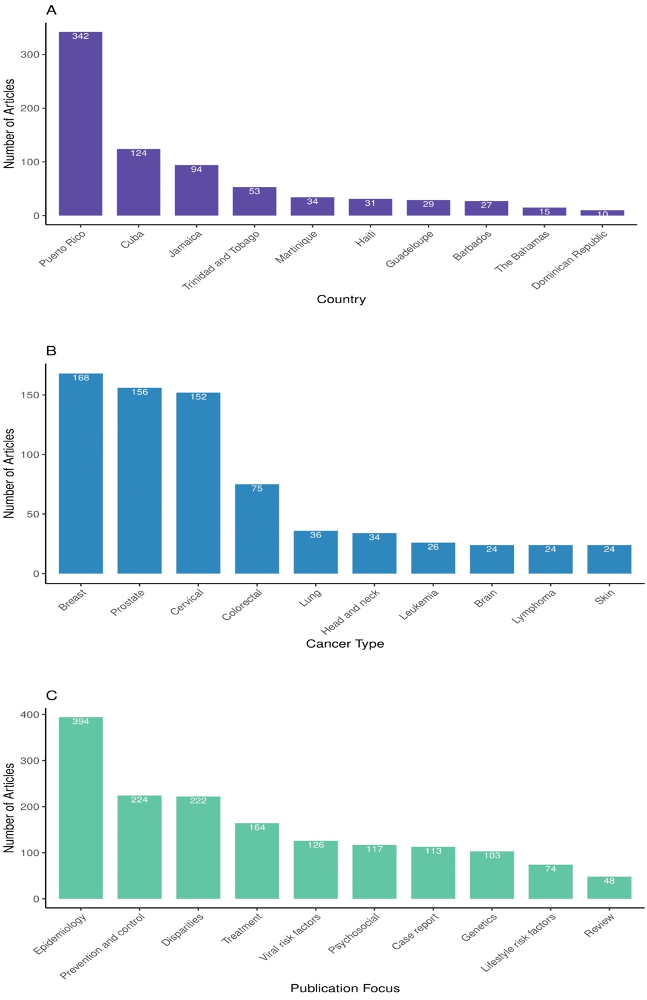 A
Number of Articles
300
200
100
0
342
124
94
53
34
31
29
27
15
10
Puerto Rico
Cuba
Jamaica
Trinidad and Tobago
Martinique
Haiti
Guadeloupe
Barbados
The Bahamas
Dominican Republic
Country
B
Number of Articles
150
100
50
0
168
156
152
75
36
34
26
24
24
24
Breast
Prostate
Cervical
Colorectal
Lung
Head and neck
Leukemia
Brain
Lymphoma
Skin
Cancer Type
C
Number of Articles
400
300
200
100
0
394
224
222
164
126
117
113
103
74
48
Epidemiology
Prevention and control
Disparities
Treatment
Viral risk factors
Psychosocial
Case report
Genetics
Lifestyle risk factors
Review
Publication Focus